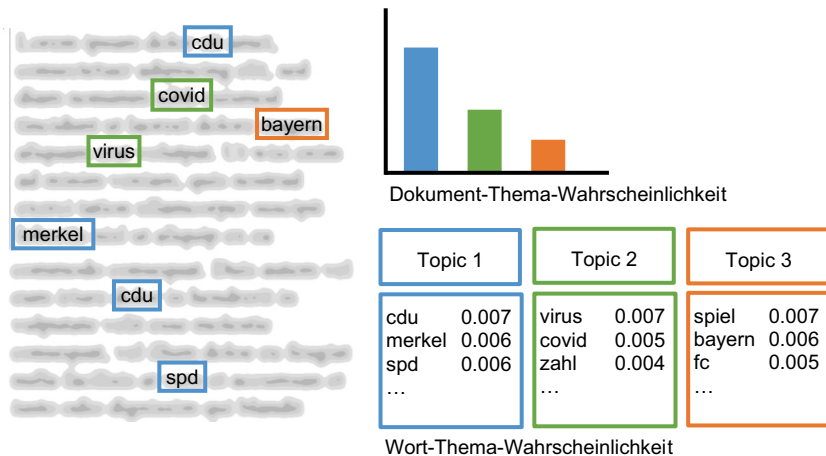 cdu
covid
bayern
virus
merkel
cdu
spd
Dokument-Thema-Wahrscheinlichkeit
Topic 1
cdu 0.007
merkel 0.006
spd 0.006
...
Topic 2
virus 0.007
covid 0.005
zahl 0.004
...
Topic 3
spiel 0.007
bayern 0.006
fc 0.005
...
Wort-Thema-Wahrscheinlichkeit